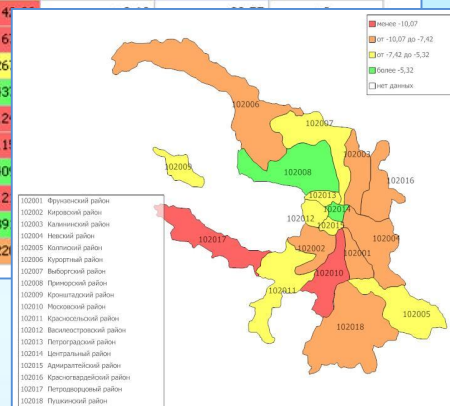 менее -10,07
от -10,07 до -7,42
от -7,42 до -5,32
более -5,32
нет данных
102006
102007
102003
102008
102009
102016
102013
102014
102012
102015
102017
102002
102004
102001
102010
102011
102005
102018
102001 Фрунзенский район
102002 Кировский район
102003 Калининский район
102004 Невский район
102005 Колпиский район
102006 Курортный район
102007 Выборгский район
102008 Приморский район
102009 Кронштадский район
102010 Московский район
102011 Красносельский район
102012 Василеостровский район
102013 Петроградский район
102014 Центральный район
102015 Адмиралтейский район
102016 Красногвардейский район
102017 Петродворцовый район
102018 Пушкинский район